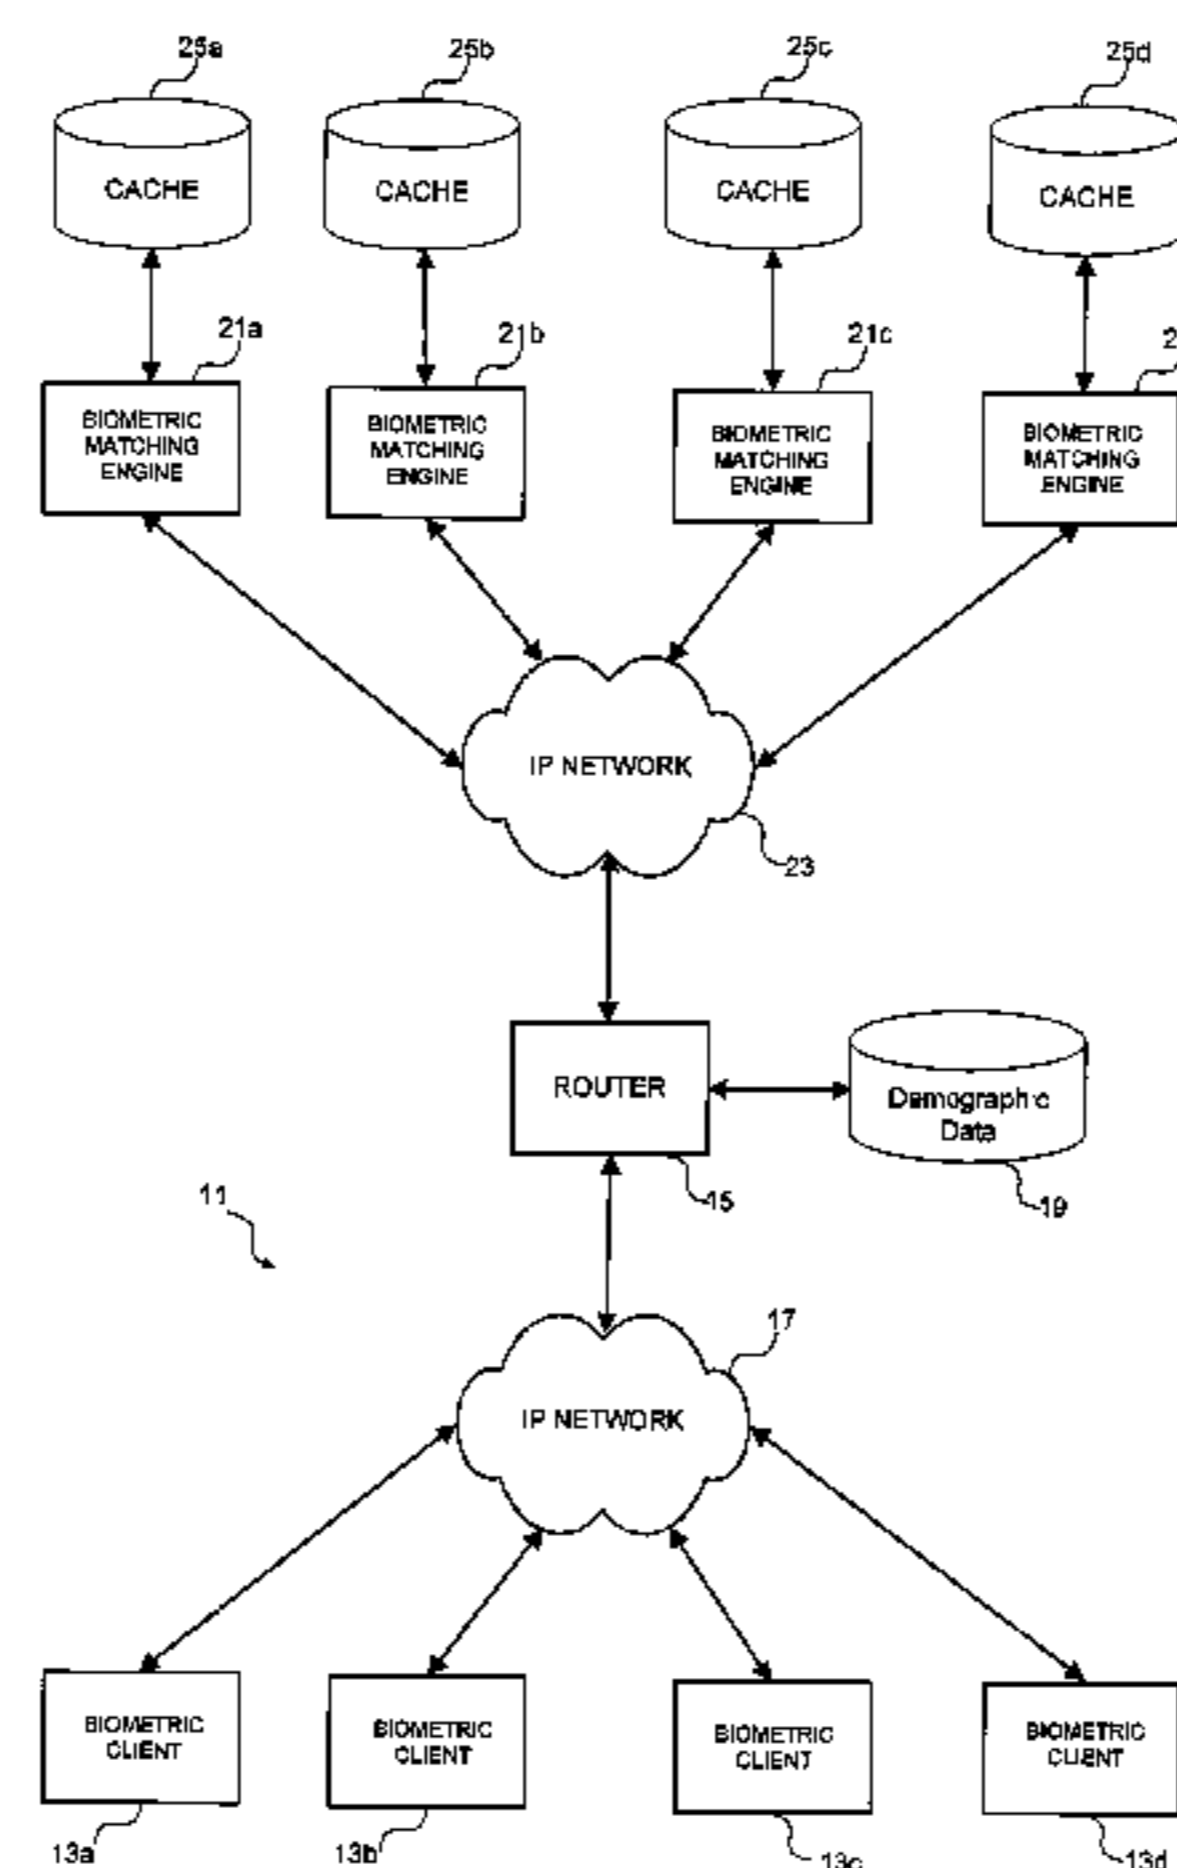 25a
25b
25c
25d
CACHE
CACHE
CACHE
CACHE
21a
21b
21c
BIOMETRIC
MATCHING
ENGINE
BIOMETRIC
MATCHING
ENGINE
BIOMETRIC
MATCHING
ENGINE
BIOMETRIC
MATCHING
ENGINE
IP NETWORK
23
ROUTER
Demographic
Data
15
19
11
17
IP NETWORK
BIOMETRIC
CLIENT
BIOMETRIC
CLIENT
BIOMETRIC
CLIENT
BIOMETRIC
CLIENT
13a
13b
13c
13d